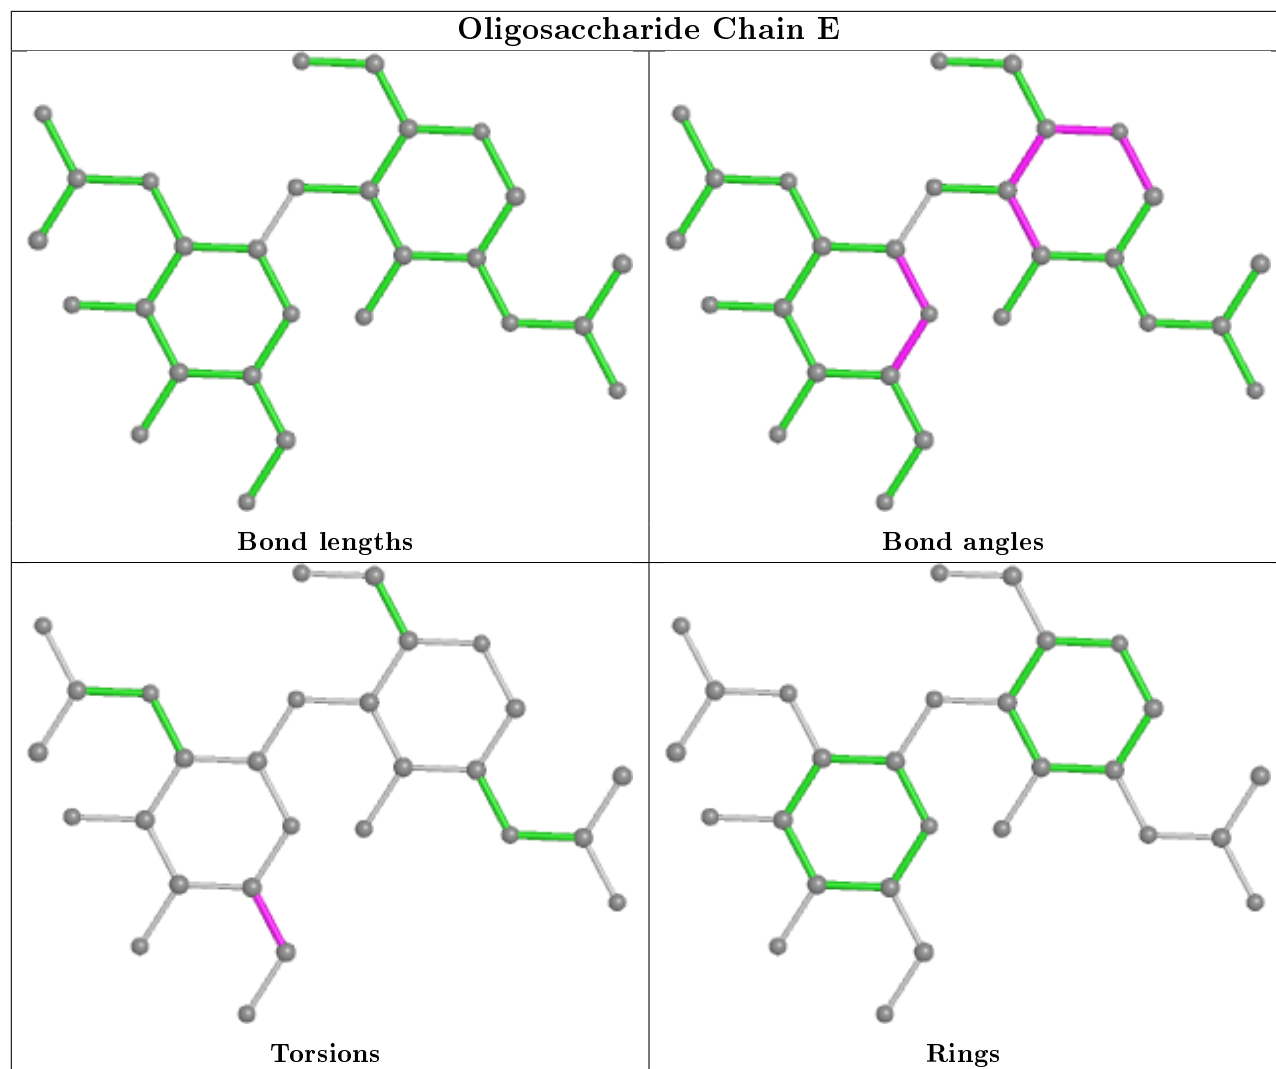 Oligosaccharide Chain E
Bond lengths
Bond angles
Torsions
Rings